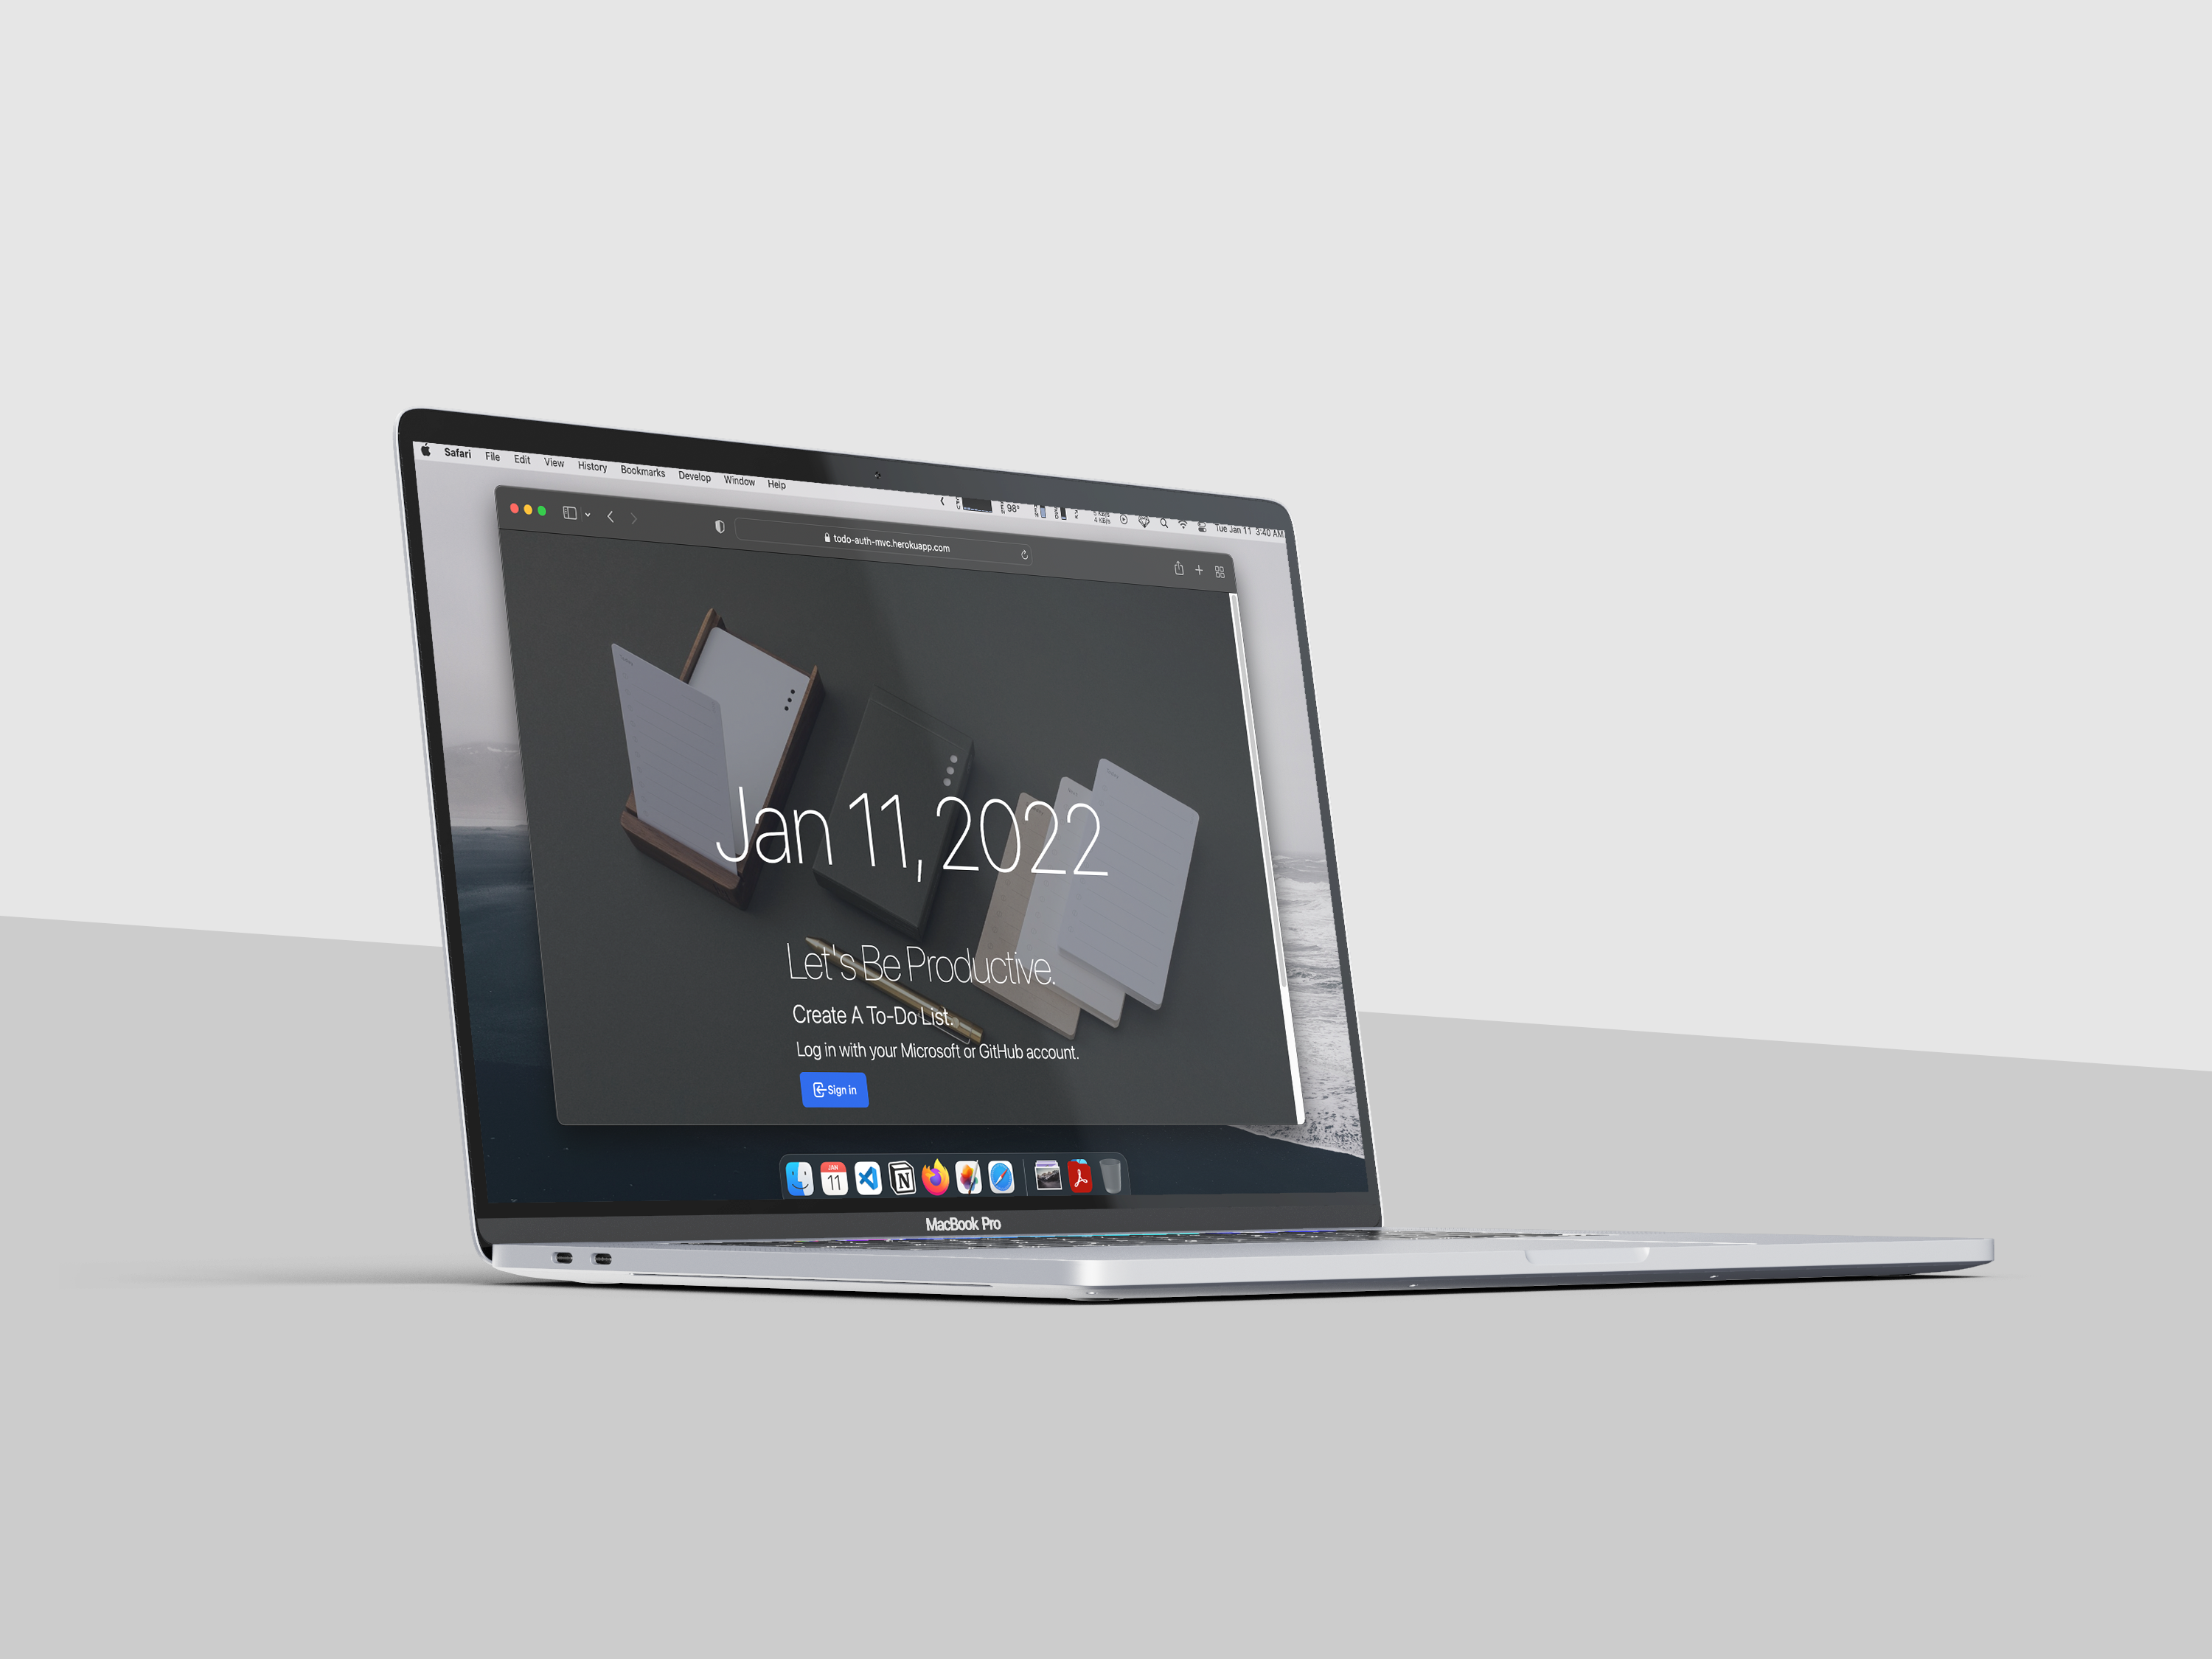 Safari File Edit View History Bookmarks Develop Window Help
98°
4 KB/s
Tue Jan 11 3:40 AM
todo-auth-mvc.herokuapp.com
Jan 11, 2022
Let's Be Productive.
Create A To-Do List.
Log in with your Microsoft or GitHub account.
Sign in
JAN
11
N
MacBook Pro